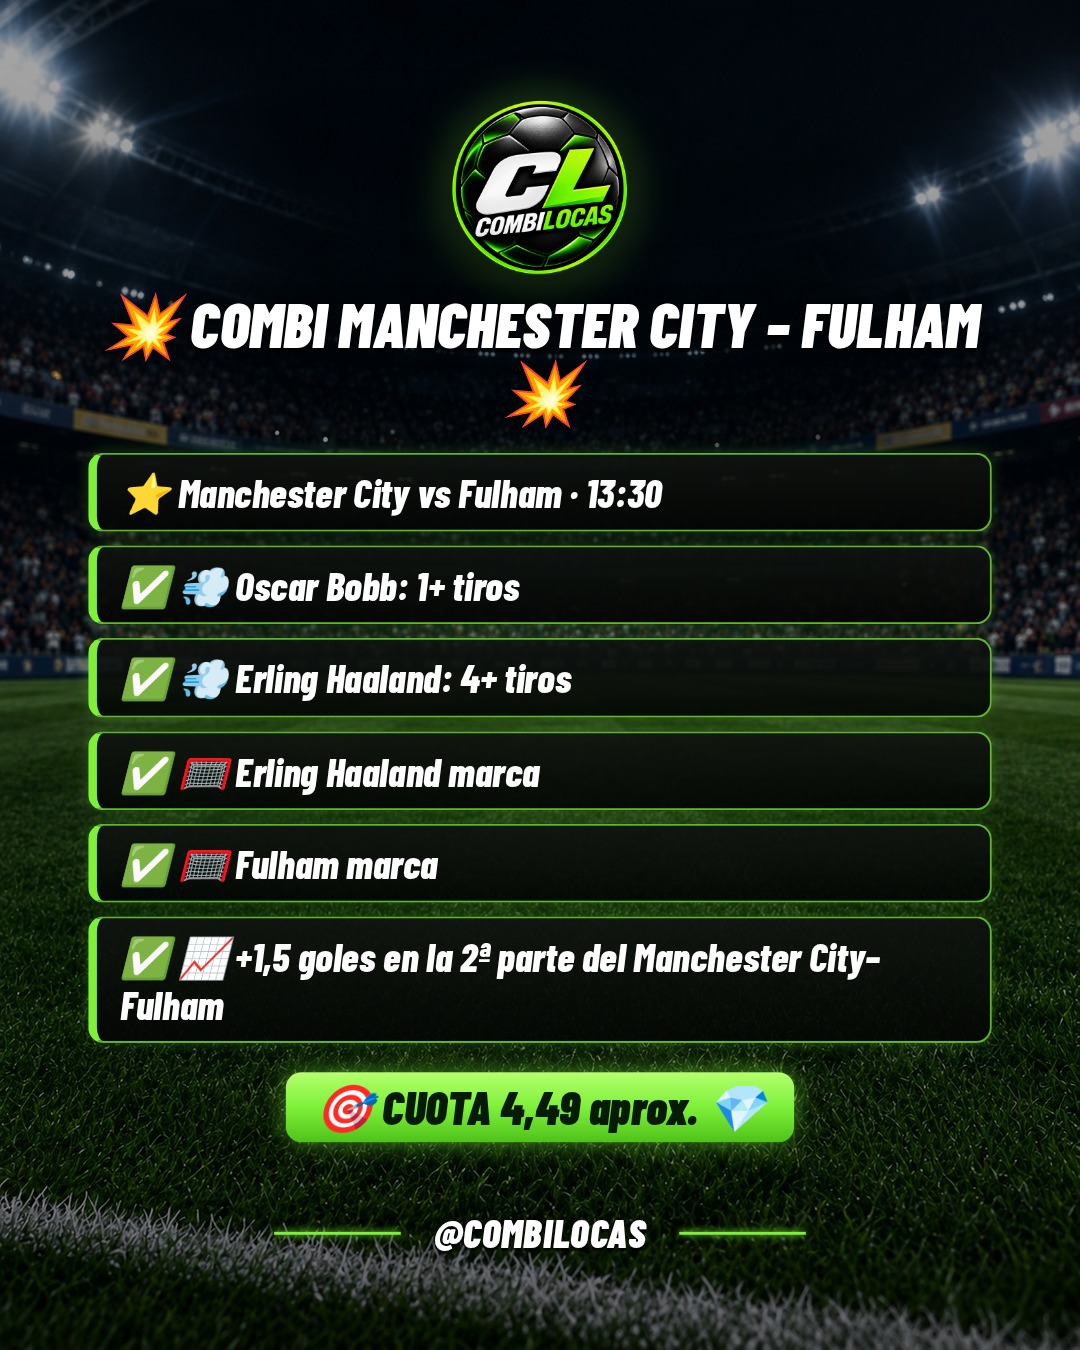 CL
COMBILOCAS
💥COMBI MANCHESTER CITY – FULHAM
💥
⭐Manchester City vs Fulham · 13:30
✅💨Oscar Bobb: 1+ tiros
✅💨Erling Haaland: 4+ tiros
✅🥅Erling Haaland marca
✅🥅Fulham marca
✅📈+1,5 goles en la 2ª parte del Manchester City–
Fulham
🎯CUOTA 4,49 aprox. 💎
@COMBILOCAS